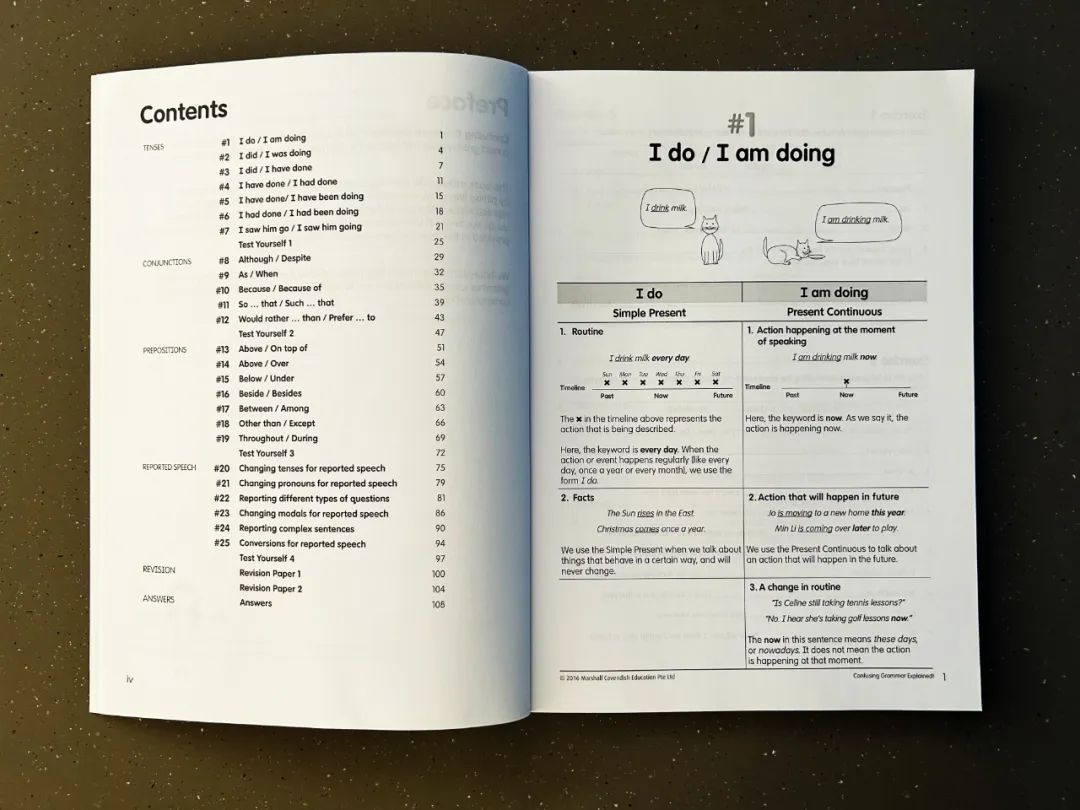 Contents
TENSES
#1 I do / I am doing 1
#2 I did / I was doing 4
#3 I did / I have done 7
#4 I have done / I had done 11
#5 I have done/ I have been doing 15
#6 I had done / I had been doing 18
#7 I saw him go / I saw him going 21
Test Yourself 1 25
CONJUNCTIONS
#8 Although / Despite 29
#9 As / When 32
#10 Because / Because of 35
#11 So ... that / Such ... that 39
#12 Would rather ... than / Prefer ... to 43
Test Yourself 2 47
PREPOSITIONS
#13 Above / On top of 51
#14 Above / Over 54
#15 Below / Under 57
#16 Beside / Besides 60
#17 Between / Among 63
#18 Other than / Except 66
#19 Throughout / During 69
Test Yourself 3 72
REPORTED SPEECH
#20 Changing tenses for reported speech 75
#21 Changing pronouns for reported speech 79
#22 Reporting different types of questions 81
#23 Changing modals for reported speech 86
#24 Reporting complex sentences 90
#25 Conversions for reported speech 94
Test Yourself 4 97
REVISION
Revision Paper 1 100
Revision Paper 2 104
ANSWERS
Answers 108
iv
#1
I do / I am doing
I drink milk.
I am drinking milk.
I do
Simple Present
1. Routine
I drink milk every day.
Sun Mon Tue Wed Thu Fri Sat
Timeline
Past Now Future
The × in the timeline above represents the
action that is being described.
Here, the keyword is every day. When the
action or event happens regularly (like every
day, once a year or every month), we use the
form I do.
2. Facts
The Sun rises in the East.
Christmas comes once a year.
We use the Simple Present when we talk about
things that behave in a certain way, and will
never change.
I am doing
Present Continuous
1. Action happening at the moment
of speaking
I am drinking milk now.
Timeline
Past Now Future
Here, the keyword is now. As we say it, the
action is happening now.
2. Action that will happen in future
Jo is moving to a new home this year.
Min Li is coming over later to play.
We use the Present Continuous to talk about
an action that will happen in the future.
3. A change in routine
"Is Celine still taking tennis lessons?"
"No. I hear she's taking golf lessons now."
The now in this sentence means these days,
or nowadays. It does not mean the action
is happening at that moment.
© 2016 Marshall Cavendish Education Pte Ltd
Confusing Grammar Explained! 1